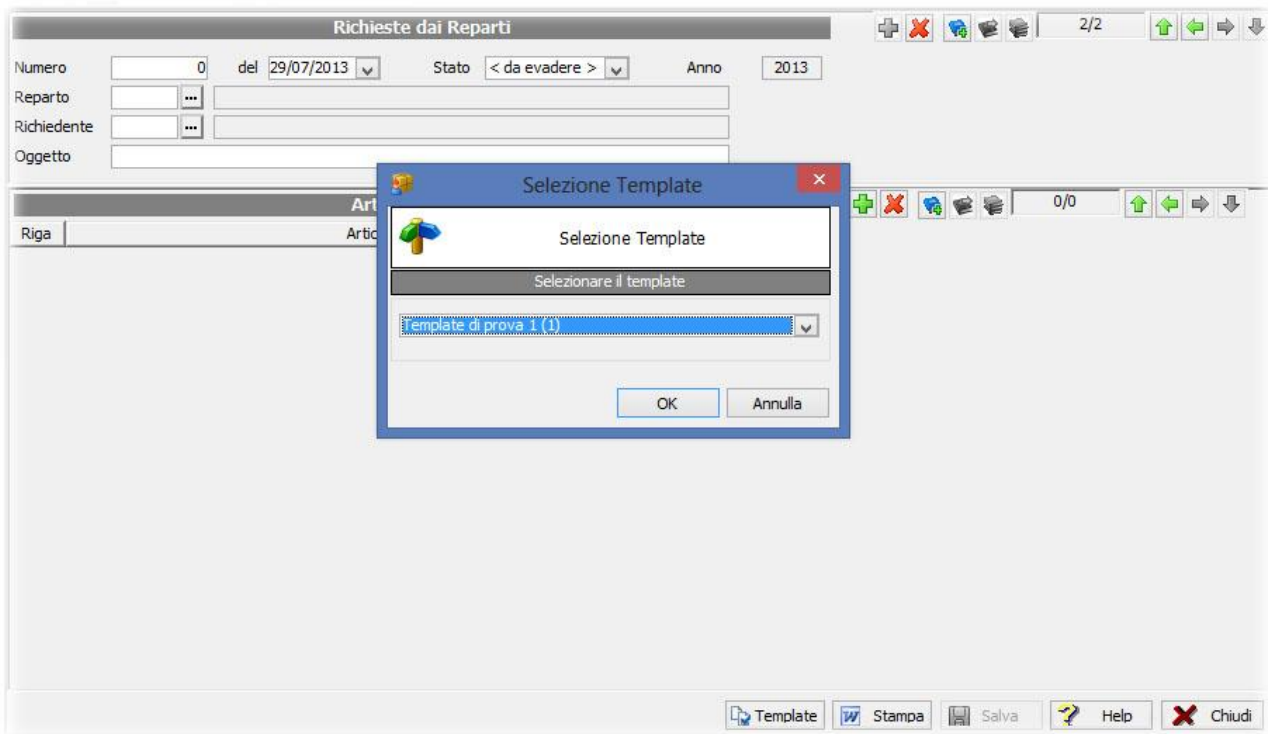 Richieste dai Reparti
2/2
Numero 0 del 29/07/2013 Stato < da evadere > Anno 2013
Reparto ...
Richiedente ...
Oggetto
Selezione Template
Art
0/0
Riga Artic
Selezione Template
Selezionare il template
Template di prova 1 (1)
OK Annulla
Template Stampa Salva Help Chiudi